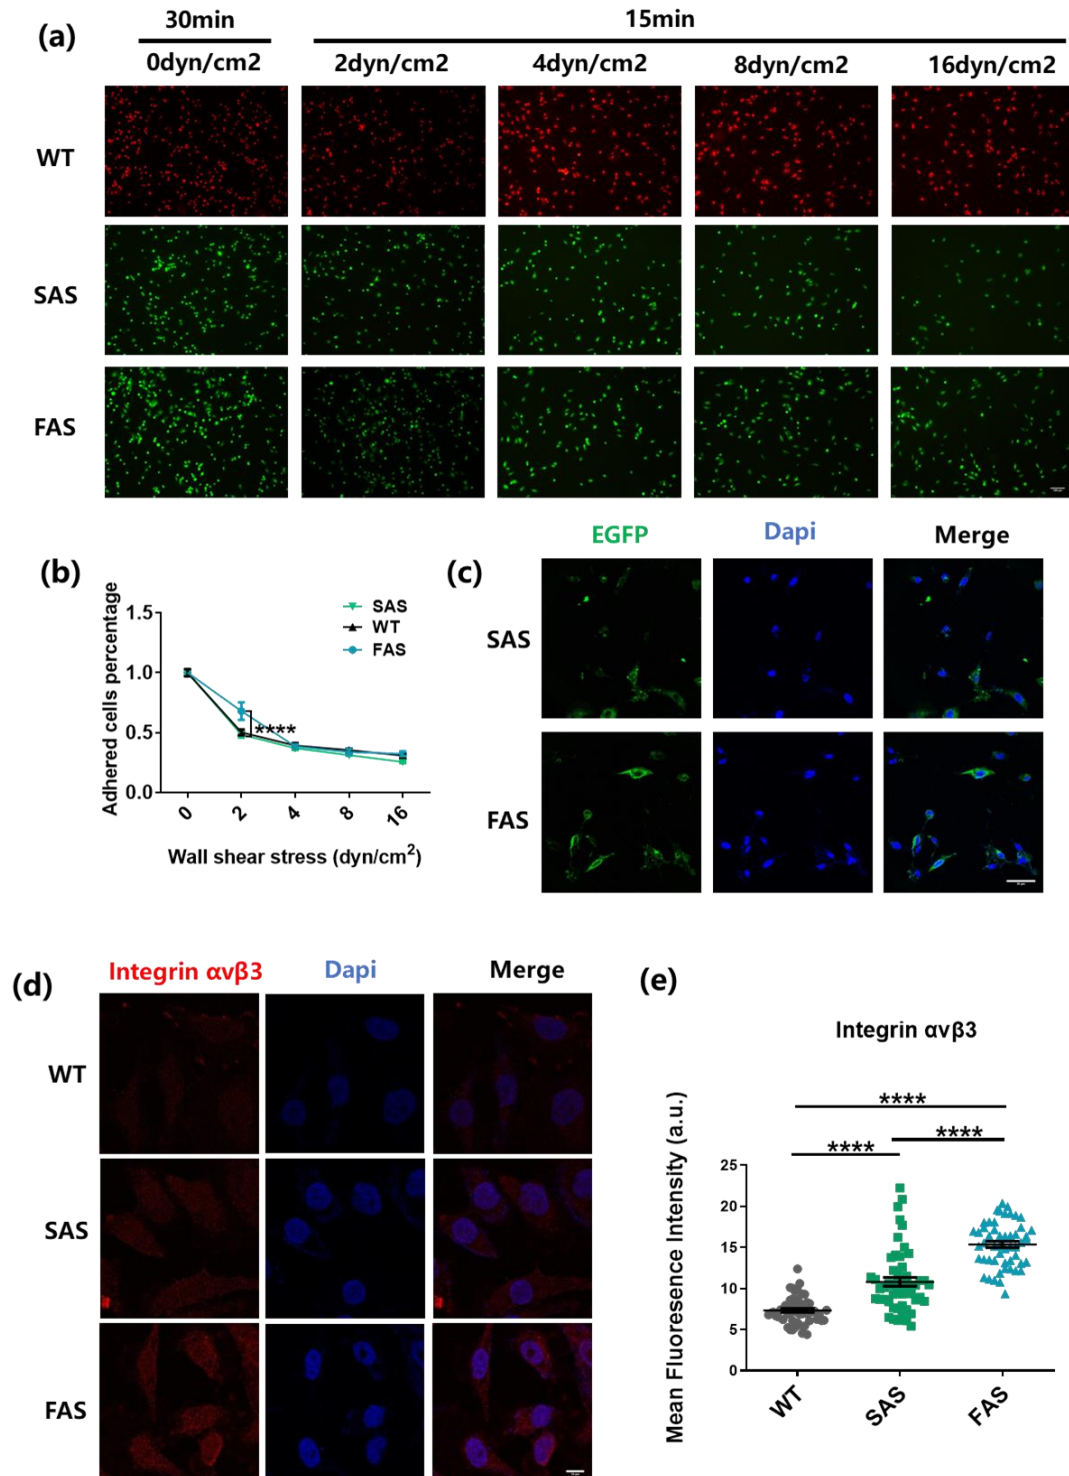 (a)
30min
15min
0dyn/cm2
2dyn/cm2
4dyn/cm2
8dyn/cm2
16dyn/cm2
WT
SAS
FAS
(b)
Adhered cells percentage
1.5
1.0
0.5
0.0
SAS
WT
FAS
****
0
2
4
8
16
Wall shear stress (dyn/cm²)
(c)
EGFP
Dapi
Merge
SAS
FAS
(d)
Integrin αvβ3
Dapi
Merge
WT
SAS
FAS
(e)
Integrin αvβ3
Mean Fluoresence Intensity (a.u.)
****
****
****
25
20
15
10
5
0
WT
SAS
FAS